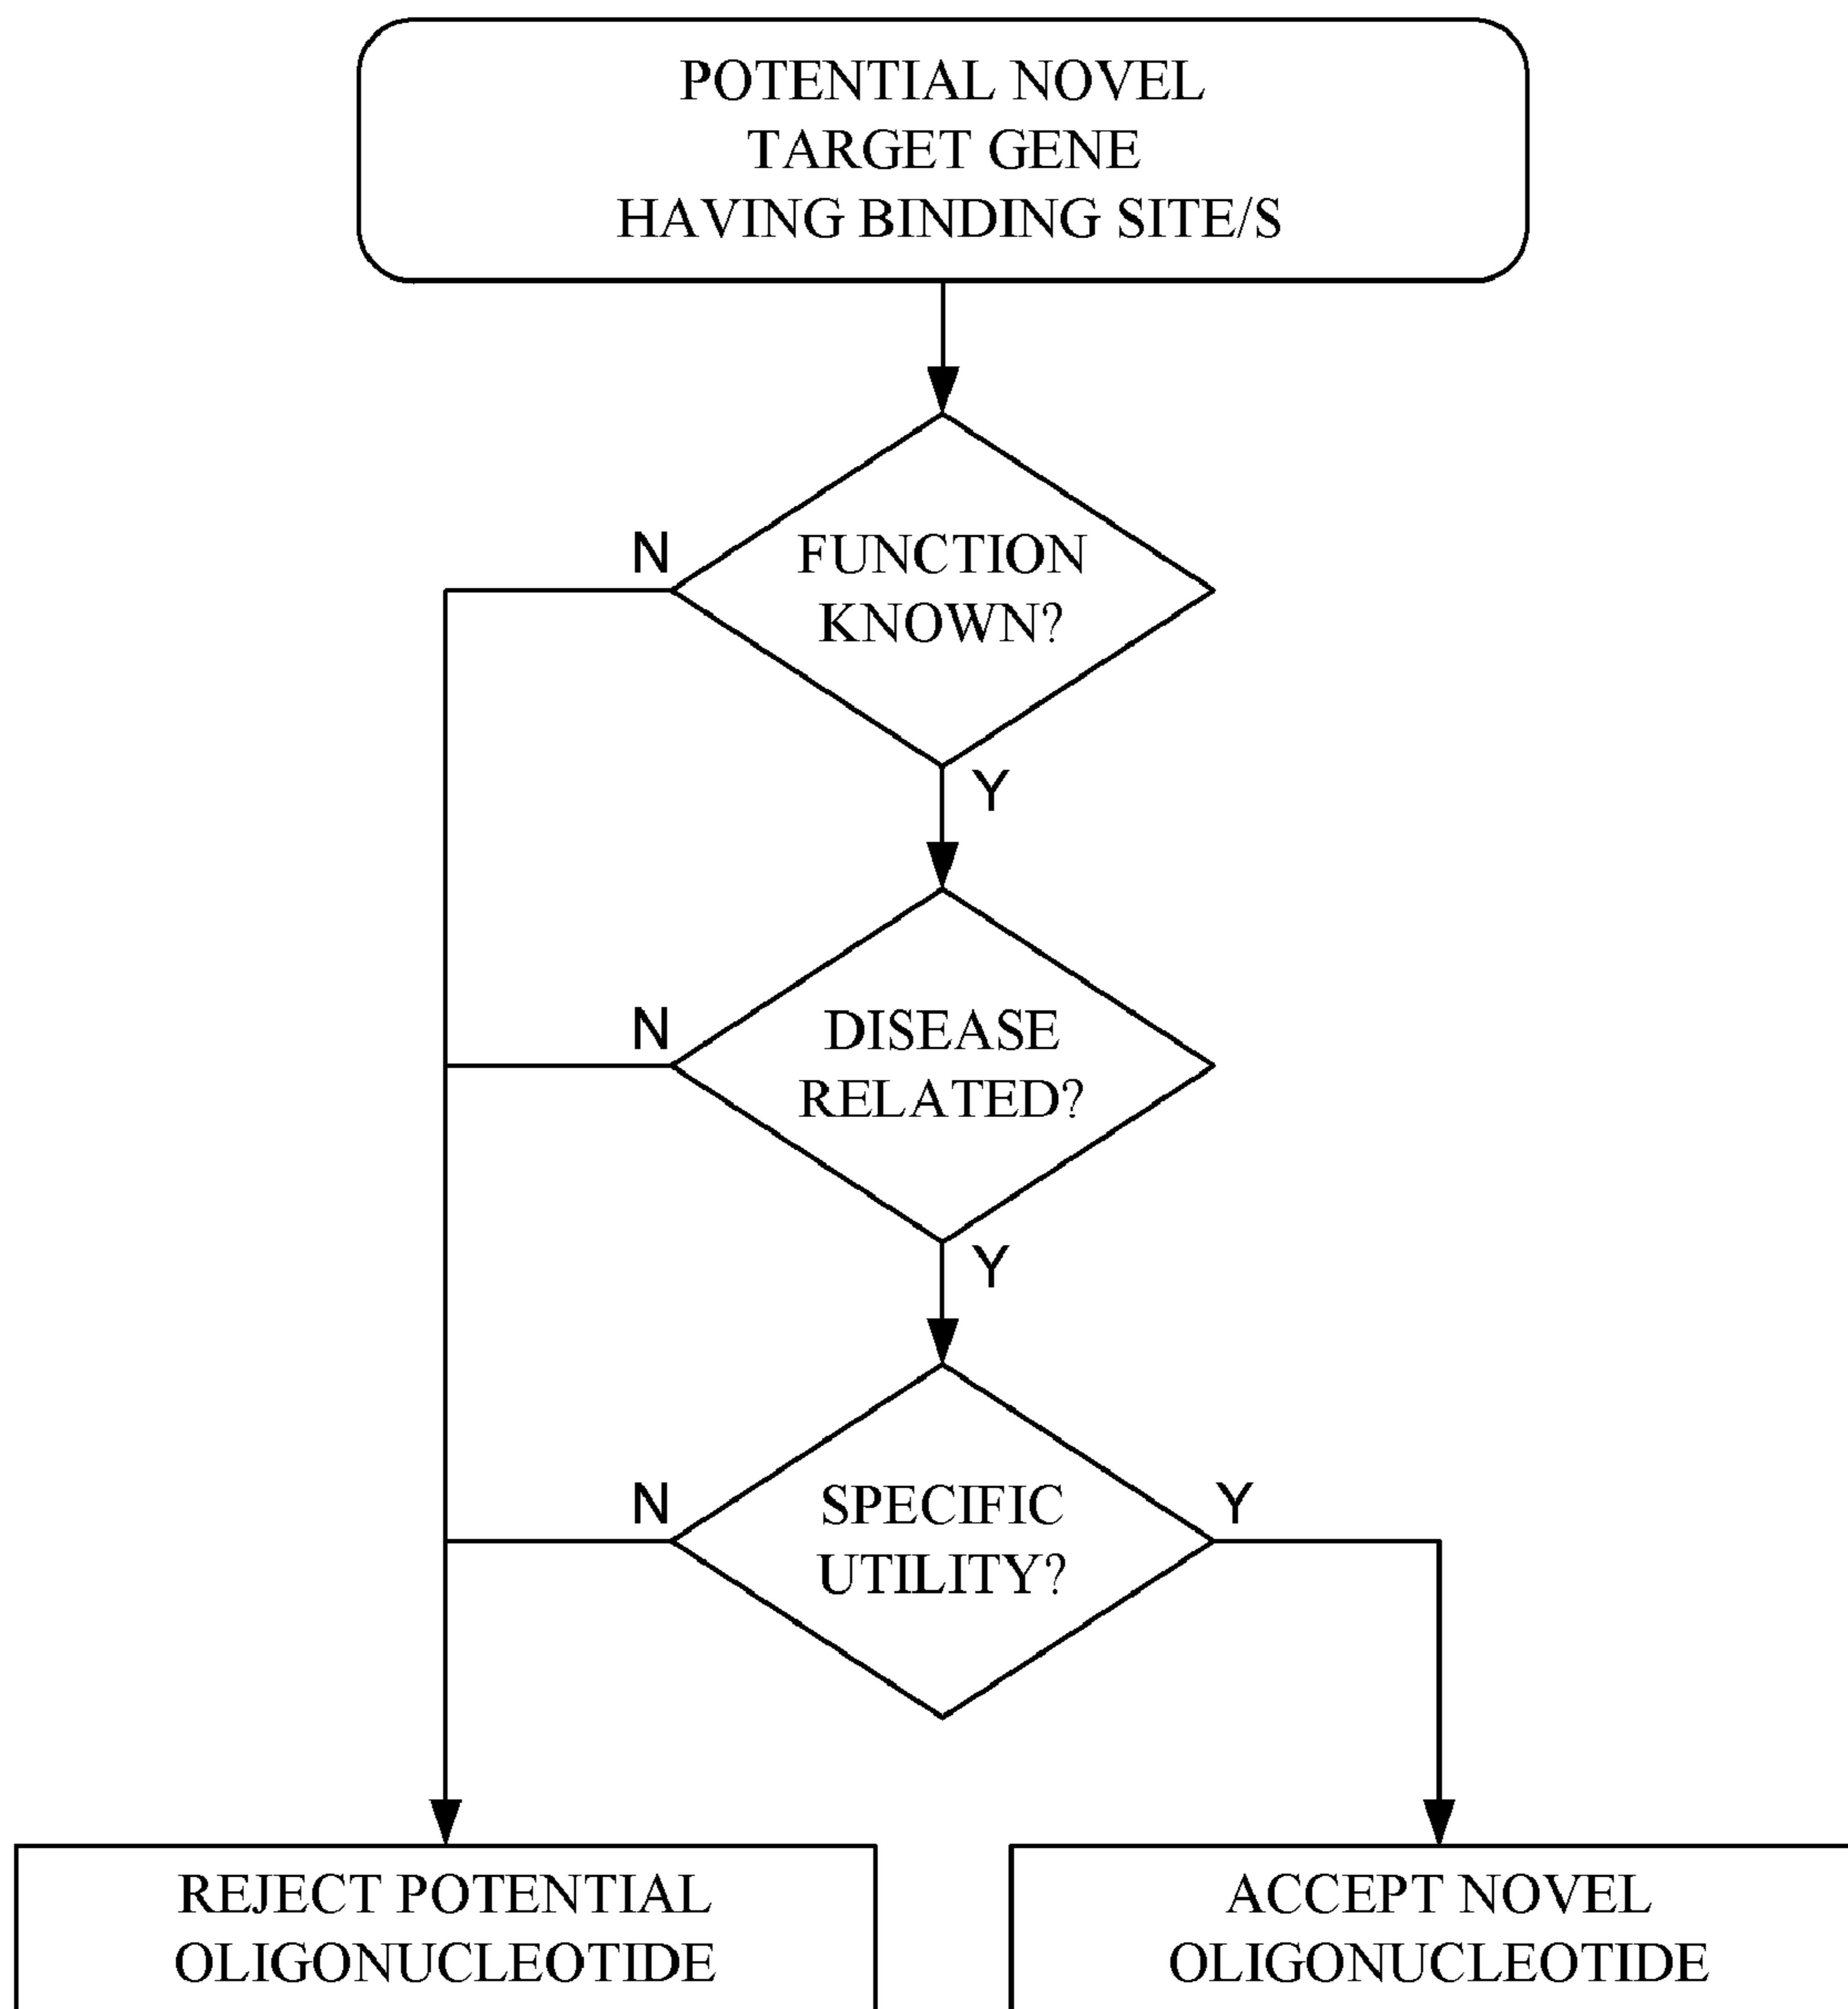 POTENTIAL NOVEL
TARGET GENE
HAVING BINDING SITE/S
N
FUNCTION
KNOWN?
Y
N
DISEASE
RELATED?
Y
N
SPECIFIC
UTILITY?
Y
REJECT POTENTIAL
OLIGONUCLEOTIDE
ACCEPT NOVEL
OLIGONUCLEOTIDE